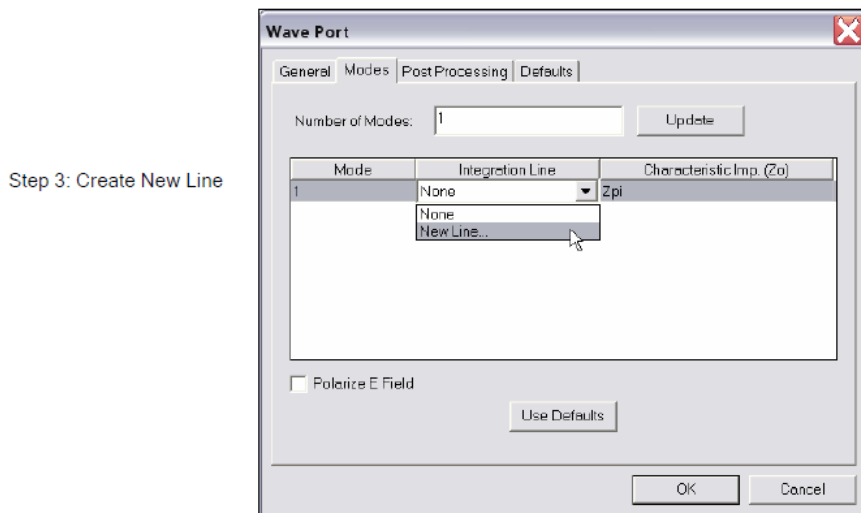 Wave Port
General Modes Post Processing Defaults
Number of Modes: 1 Update
Step 3: Create New Line
Mode Integration Line Characteristic Imp. (Zo)
1 None Zpi
None
New Line...
Polarize E Field
Use Defaults
OK Cancel